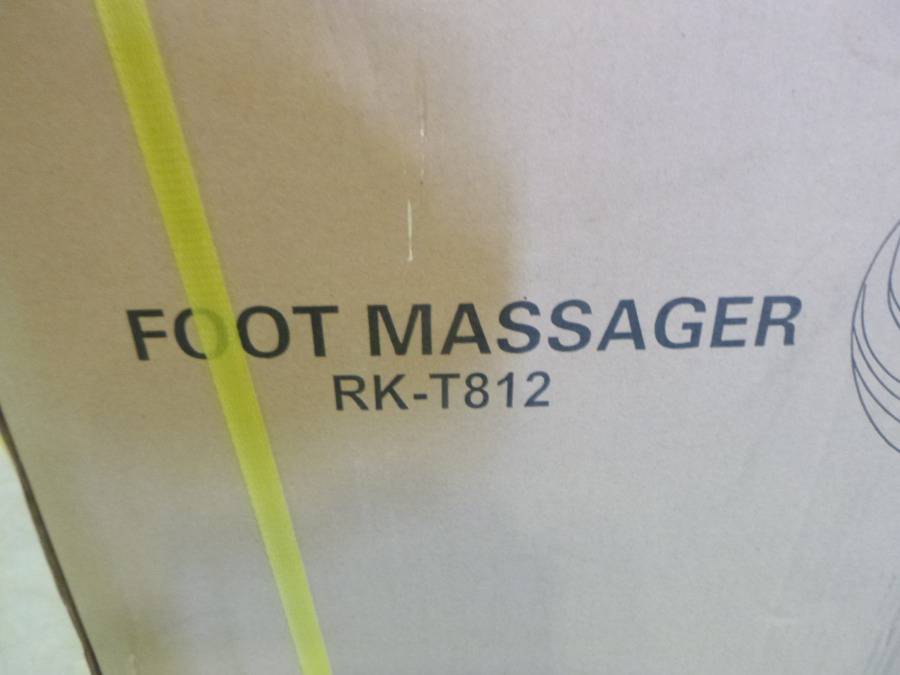 FOOT MASSAGER
RK-T812